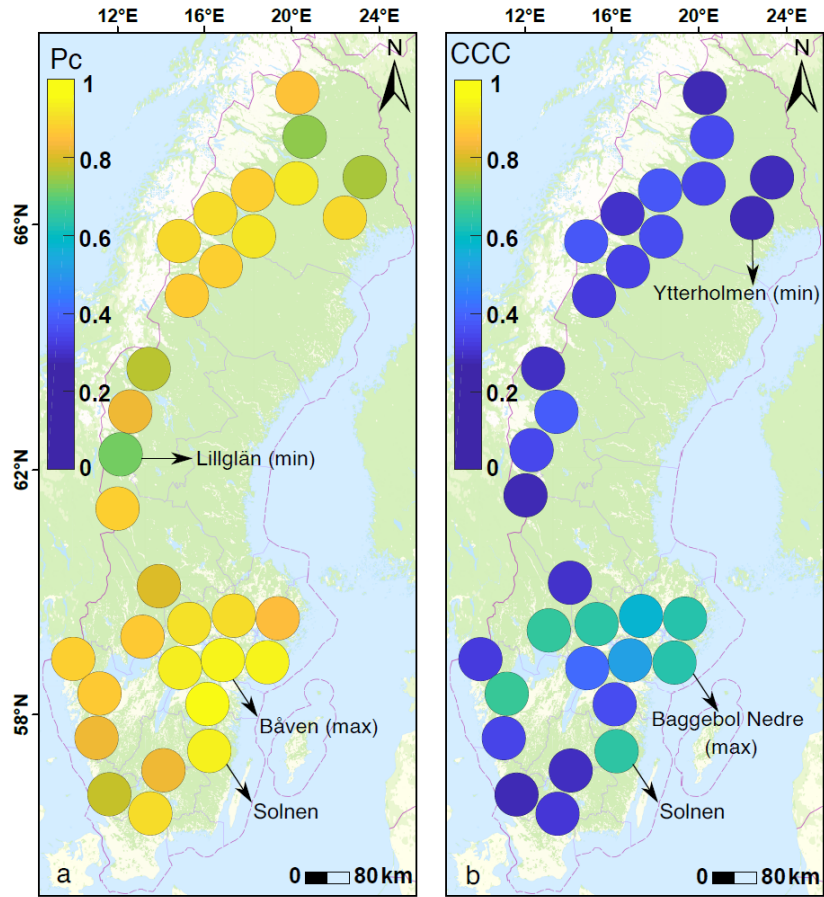 12°E 16°E 20°E 24°E
12°E 16°E 20°E 24°E
Pc
N
1
0.8
0.6
0.4
0.2
0
66°N
62°N
58°N
Lillglän (min)
Båven (max)
Solnen
a
0 80 km
CCC
N
1
0.8
0.6
0.4
0.2
0
Ytterholmen (min)
Baggebol Nedre
(max)
Solnen
b
0 80 km